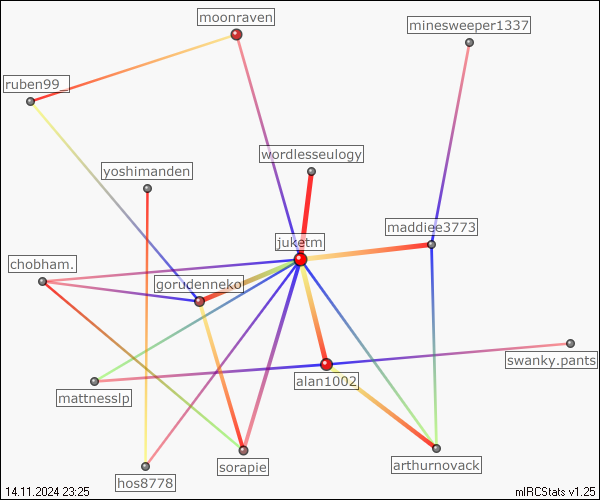 moonraven
minesweeper1337
ruben99_
wordlesseulogy
yoshimanden
maddiee3773
juketm
chobham.
gorudenneko
swanky.pants
alan1002
mattnesslp
arthurnovack
sorapie
hos8778
14.11.2024 23:25
mIRCStats v1.25